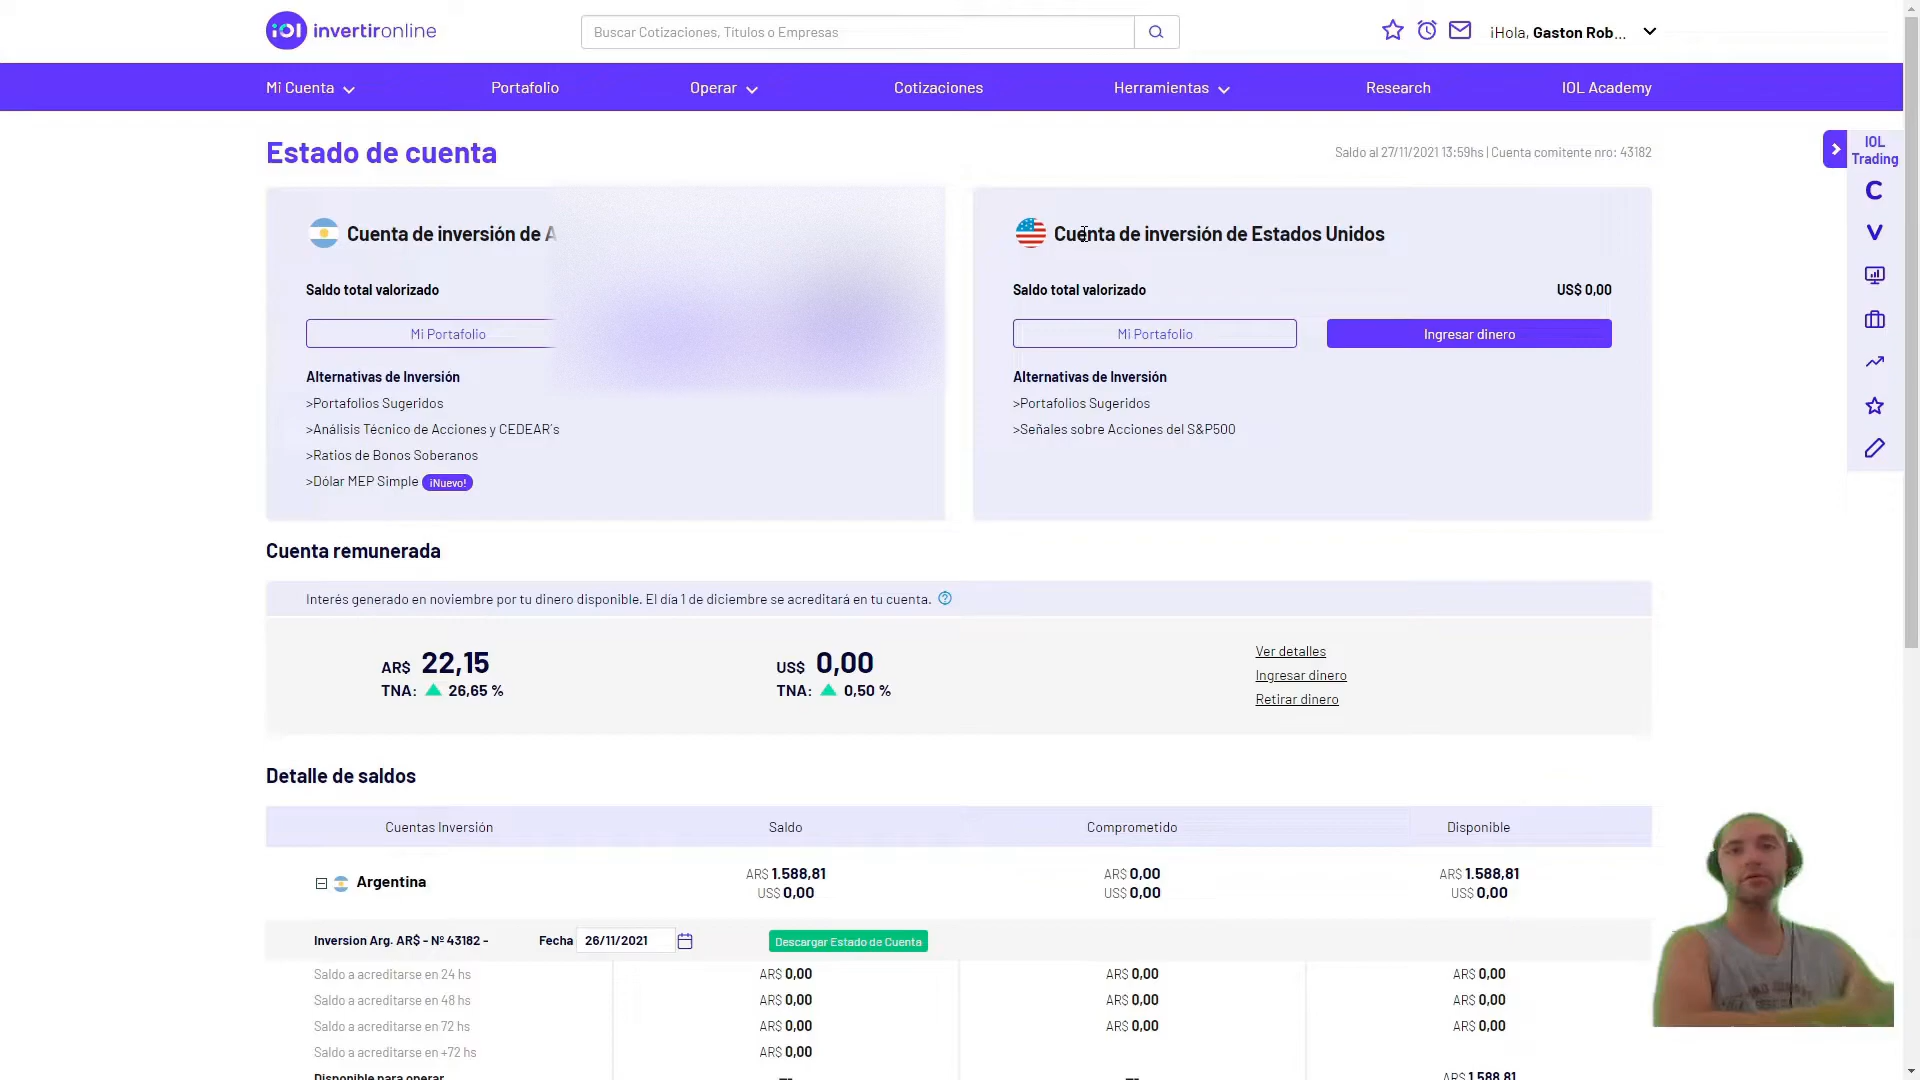 iOl invertironline
Buscar Cotizaciones, Títulos o Empresas
¡Hola, Gaston Rob...
Mi Cuenta
Portafolio
Operar
Cotizaciones
Herramientas
Research
IOL Academy
Estado de cuenta
Saldo al 27/11/2021 13:59hs | Cuenta comitente nro: 43182
IOL
Trading
C
V
Cuenta de inversión de A
Saldo total valorizado
Mi Portafolio
Alternativas de Inversión
>Portafolios Sugeridos
>Análisis Técnico de Acciones y CEDEAR's
>Ratios de Bonos Soberanos
>Dólar MEP Simple ¡Nuevo!
Cuenta de inversión de Estados Unidos
Saldo total valorizado US$ 0,00
Mi Portafolio Ingresar dinero
Alternativas de Inversión
>Portafolios Sugeridos
>Señales sobre Acciones del S&P500
Cuenta remunerada
Interés generado en noviembre por tu dinero disponible. El día 1 de diciembre se acreditará en tu cuenta.
AR$ 22,15
TNA: 26,65 %
US$ 0,00
TNA: 0,50 %
Ver detalles
Ingresar dinero
Retirar dinero
Detalle de saldos
Cuentas Inversión Saldo Comprometido Disponible
Argentina
AR$ 1.588,81 AR$ 0,00 AR$ 1.588,81
US$ 0,00 US$ 0,00 US$ 0,00
Inversion Arg. AR$ - Nº 43182 - Fecha 26/11/2021 Descargar Estado de Cuenta
Saldo a acreditarse en 24 hs AR$ 0,00 AR$ 0,00 AR$ 0,00
Saldo a acreditarse en 48 hs AR$ 0,00 AR$ 0,00 AR$ 0,00
Saldo a acreditarse en 72 hs AR$ 0,00 AR$ 0,00 AR$ 0,00
Saldo a acreditarse en +72 hs AR$ 0,00
Disponible para operar -- -- AR$ 1.588,81